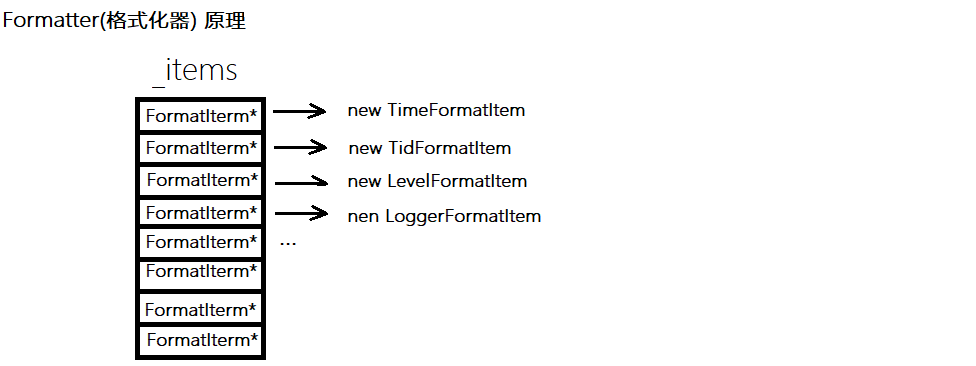 Formatter(格式化器) 原理
_items
FormatIterm* new TimeFormatItem
FormatIterm* new TidFormatItem
FormatIterm* new LevelFormatItem
FormatIterm* nen LoggerFormatItem
FormatIterm* ...
FormatIterm*
FormatIterm*
FormatIterm*